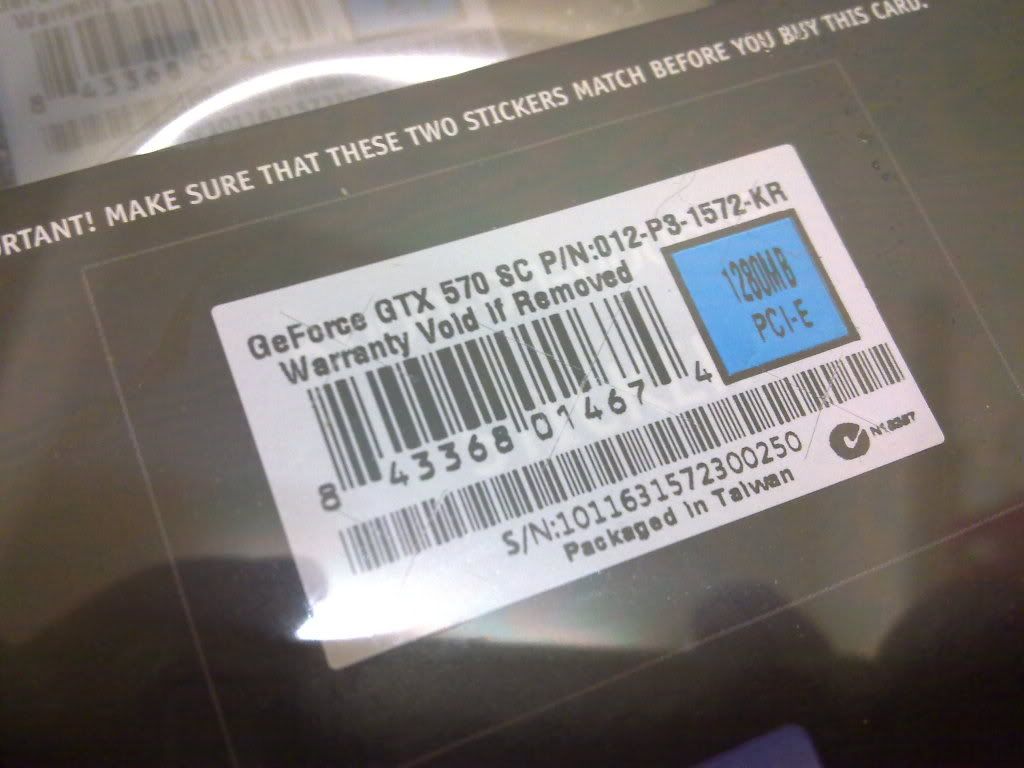 IMPORTANT! MAKE SURE THAT THESE TWO STICKERS MATCH BEFORE YOU BUY THIS CARD.
GeForce GTX 570 SC P/N:012-P3-1572-KR
Warranty Void If Removed
1280MB
PCI-E
8 43368 01467 4
S/N:1011631572300250
Packaged in Taiwan